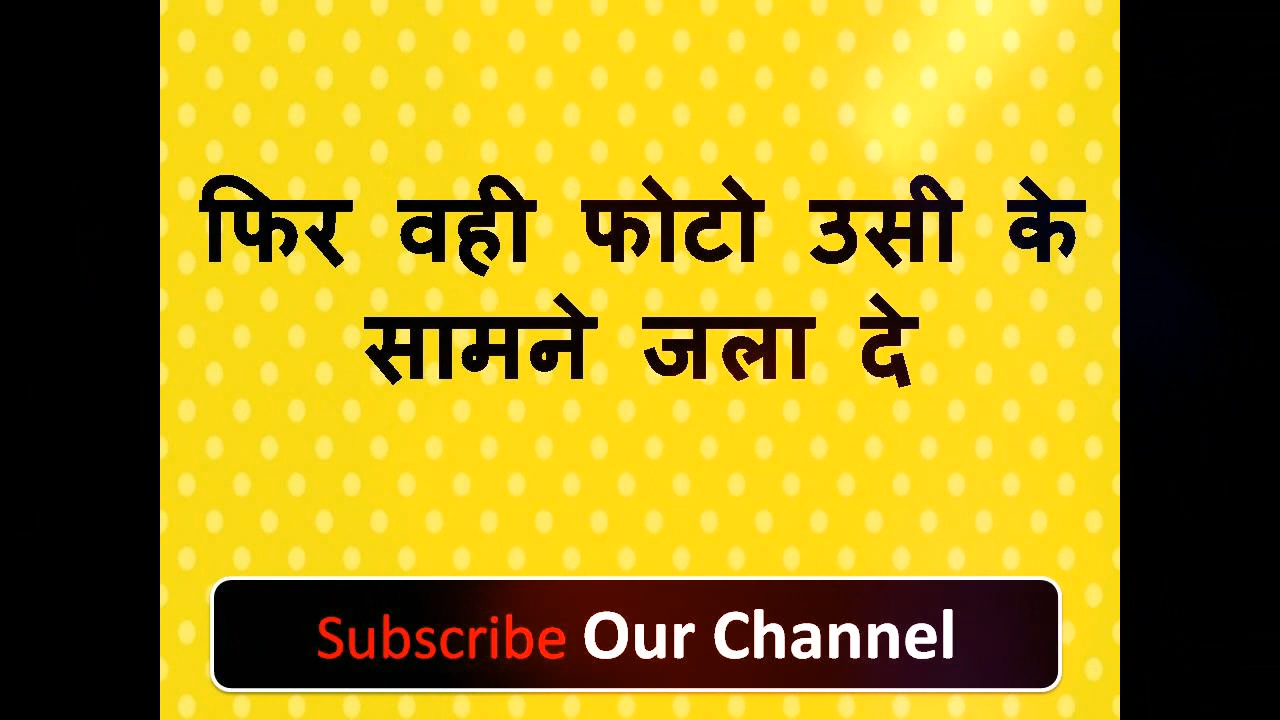 फिर वही फोटो उसी के
सामने जला दे
Subscribe Our Channel